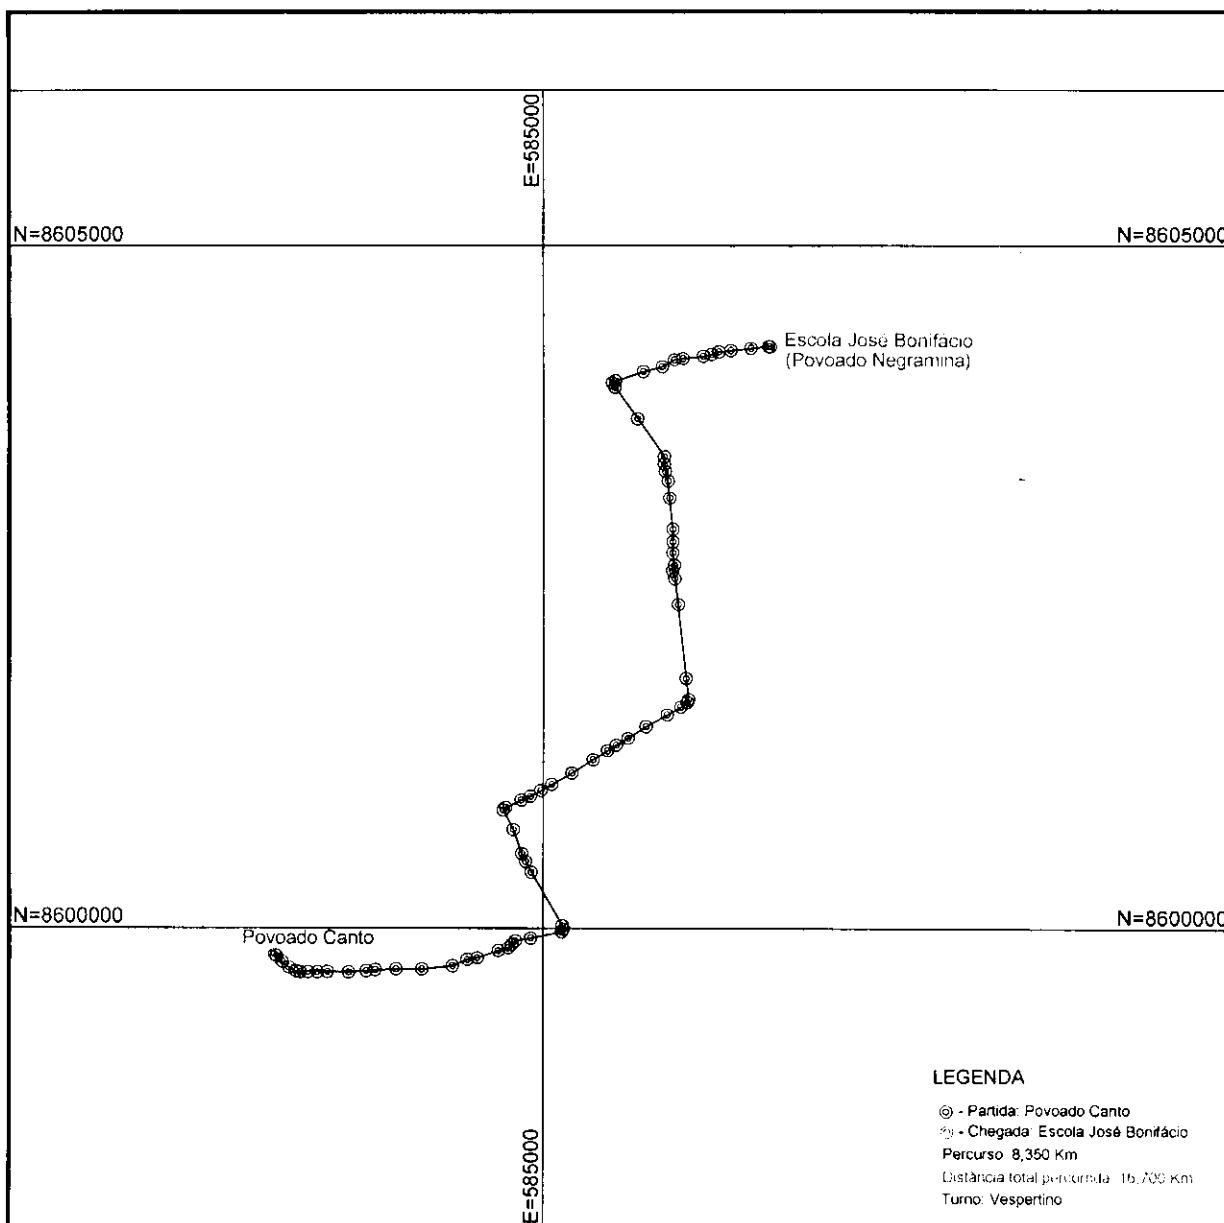 E=585000
N=8605000
N=8605000
Escola José Bonifácio
(Povoado Negramina)
N=8600000
N=8600000
Povoado Canto
LEGENDA
- Partida: Povoado Canto
- Chegada: Escola José Bonifácio
Percurso: 8,350 Km
Distância total percorrida: 16,700 Km
Turno: Vespertino
E=585000